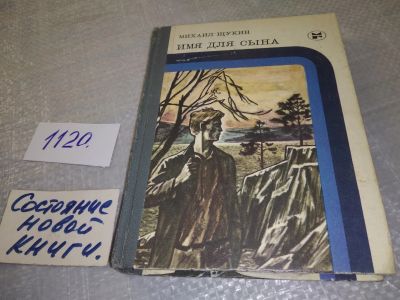 МИХАИЛ ЩУКИН
ИМЯ ДЛЯ СЫНА
1120.
Состояние
новой
книги.